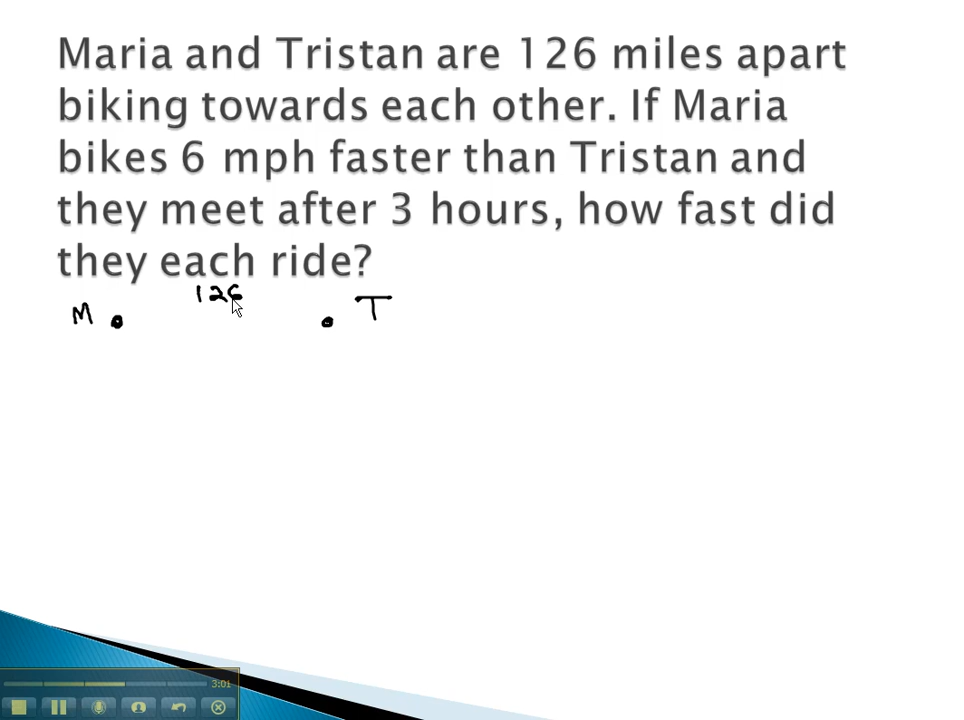 Maria and Tristan are 126 miles apart
biking towards each other. If Maria
bikes 6 mph faster than Tristan and
they meet after 3 hours, how fast did
they each ride?
126
M T
3:01